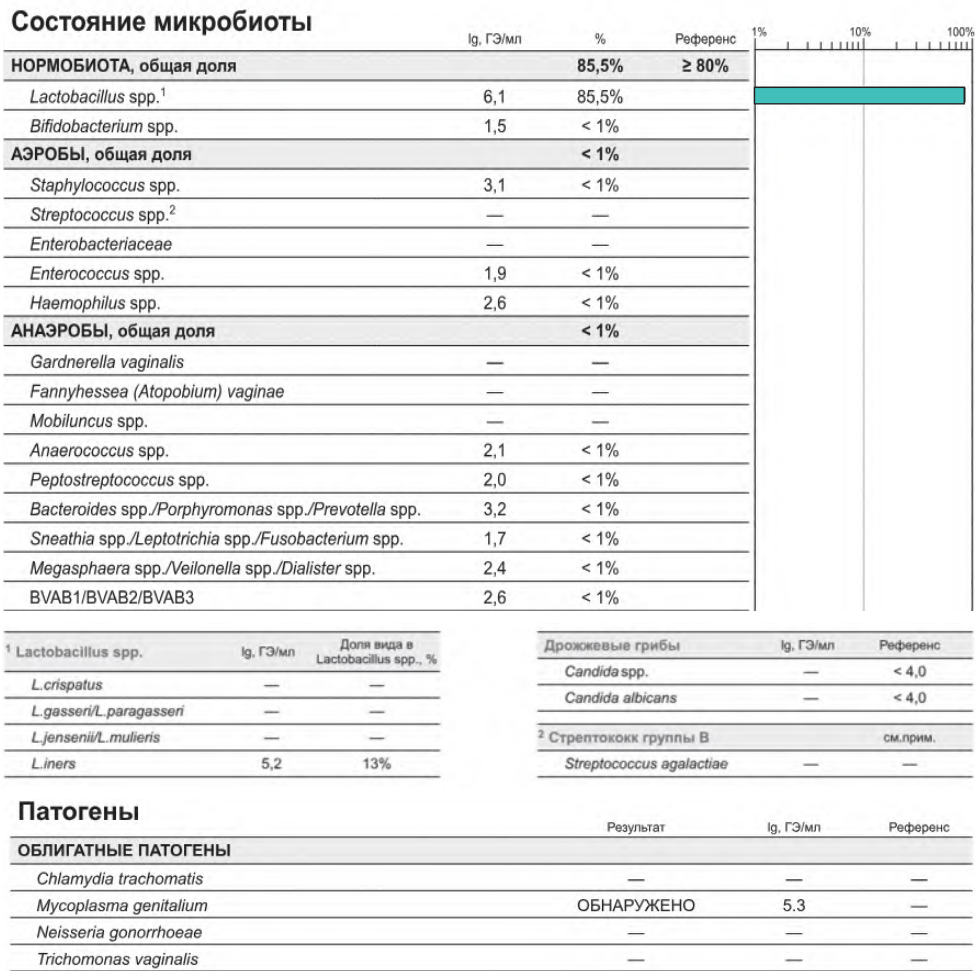 Состояние микробиоты
lg, ГЭ/мл % Референс 1% 10% 100%
НОРМОБИОТА, общая доля 85,5% ≥ 80%
Lactobacillus spp.1 6,1 85,5%
Bifidobacterium spp. 1,5 < 1%
АЭРОБЫ, общая доля < 1%
Staphylococcus spp. 3,1 < 1%
Streptococcus spp.2 — —
Enterobacteriaceae — —
Enterococcus spp. 1,9 < 1%
Haemophilus spp. 2,6 < 1%
АНАЭРОБЫ, общая доля < 1%
Gardnerella vaginalis — —
Fannyhessea (Atopobium) vaginae — —
Mobiluncus spp. — —
Anaerococcus spp. 2,1 < 1%
Peptostreptococcus spp. 2,0 < 1%
Bacteroides spp./Porphyromonas spp./Prevotella spp. 3,2 < 1%
Sneathia spp./Leptotrichia spp./Fusobacterium spp. 1,7 < 1%
Megasphaera spp./Veilonella spp./Dialister spp. 2,4 < 1%
BVAB1/BVAB2/BVAB3 2,6 < 1%
1 Lactobacillus spp. lg, ГЭ/мл Доля вида в
Lactobacillus spp., %
L.crispatus — —
L.gasseri/L.paragasseri — —
L.jensenii/L.mulieris — —
L.iners 5,2 13%
Дрожжевые грибы lg, ГЭ/мл Референс
Candida spp. — < 4,0
Candida albicans — < 4,0
2 Стрептококк группы B см.прим.
Streptococcus agalactiae — —
Патогены
Результат lg, ГЭ/мл Референс
ОБЛИГАТНЫЕ ПАТОГЕНЫ
Chlamydia trachomatis — — —
Mycoplasma genitalium ОБНАРУЖЕНО 5.3 —
Neisseria gonorrhoeae — — —
Trichomonas vaginalis — — —